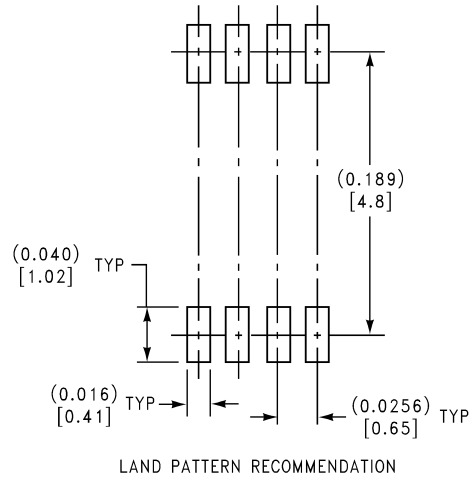 (0.189)
[4.8]
(0.040)
[1.02]
TYP
(0.016)
[0.41]
TYP
(0.0256)
[0.65]
TYP
LAND PATTERN RECOMMENDATION